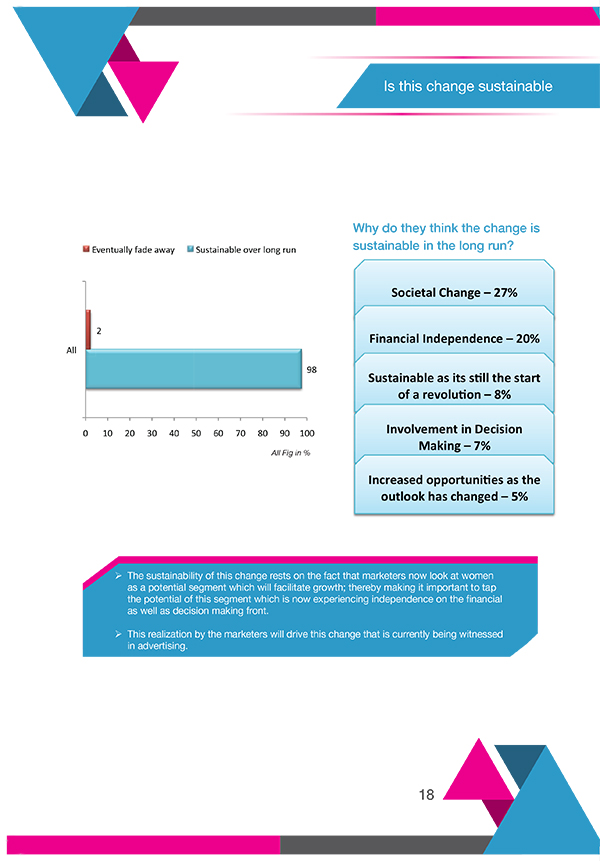 Is this change sustainable
Why do they think the change is
sustainable in the long run?
Eventually fade away
Sustainable over long run
Societal Change – 27%
Financial Independence – 20%
Sustainable as its still the start
of a revolution – 8%
Involvement in Decision
Making – 7%
Increased opportunities as the
outlook has changed – 5%
2
All
98
0 10 20 30 40 50 60 70 80 90 100
All Fig in %
➢ The sustainability of this change rests on the fact that marketers now look at women
as a potential segment which will facilitate growth; thereby making it important to tap
the potential of this segment which is now experiencing independence on the financial
as well as decision making front.
➢ This realization by the marketers will drive this change that is currently being witnessed
in advertising.
18